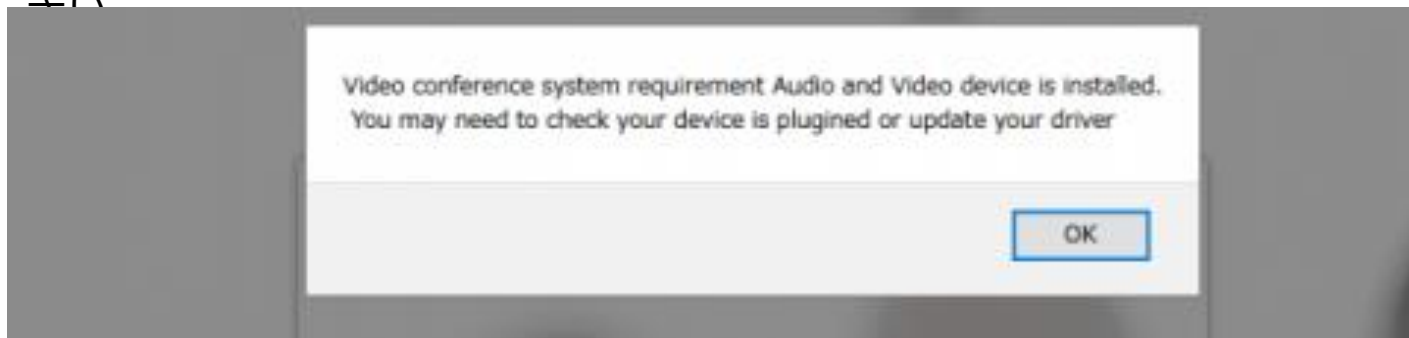 Video conference system requirement Audio and Video device is installed.
You may need to check your device is plugined or update your driver
OK